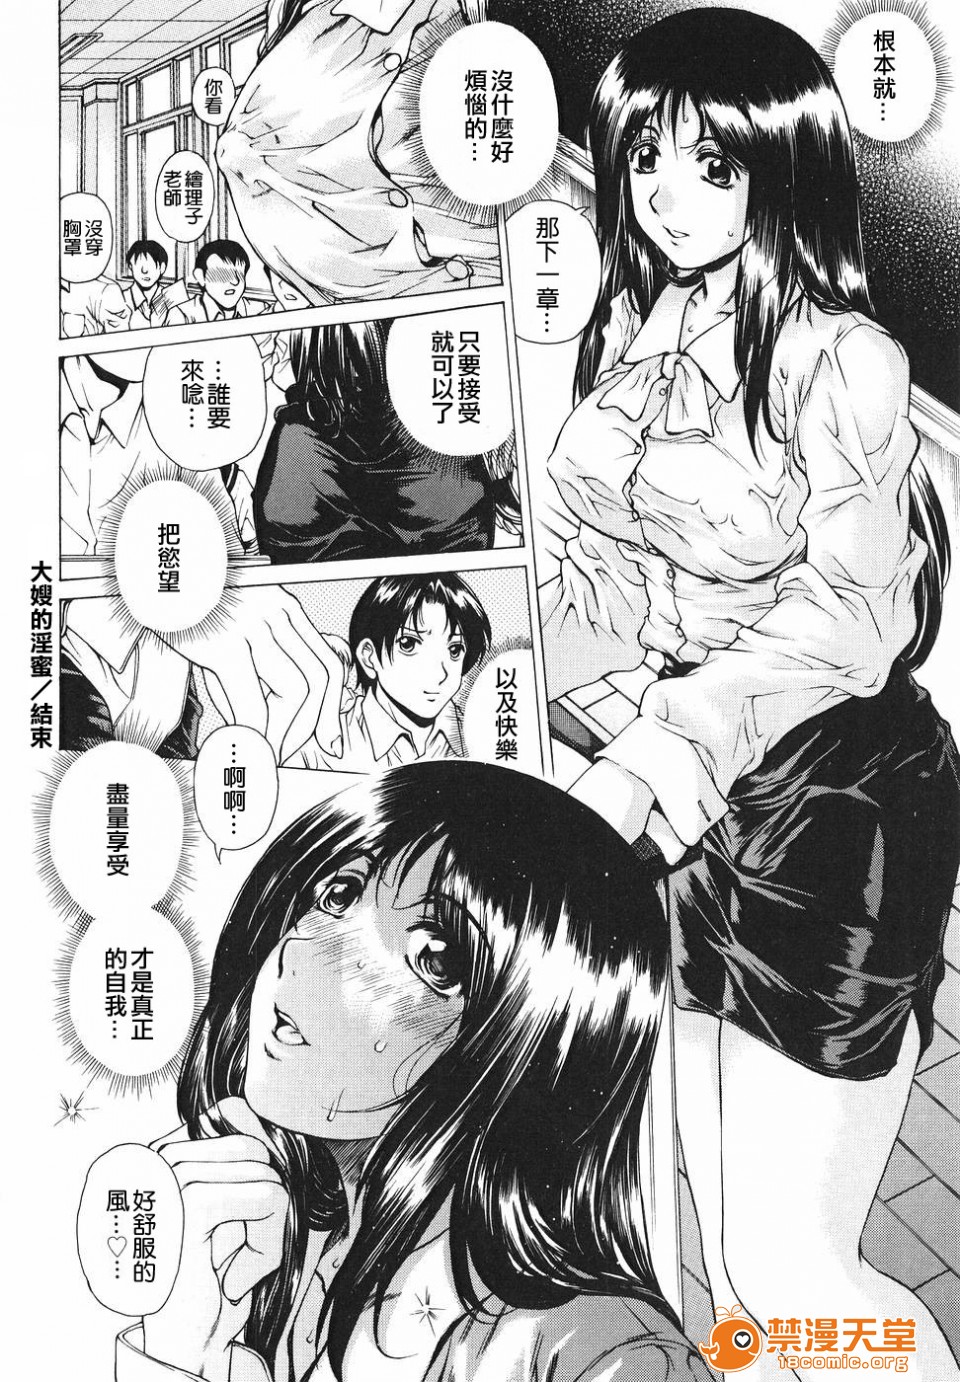 根本就…
沒什麼好
煩惱的…
那下一章…
你看
繪理子
老師
沒穿
胸罩
只要接受
就可以了
…誰要
來唸…
把慾望
以及快樂
…啊啊…
盡量享受
才是真正
的自我…
好舒服的
風…♡…
大嫂的淫蜜／結束
禁漫天堂
18comic.org